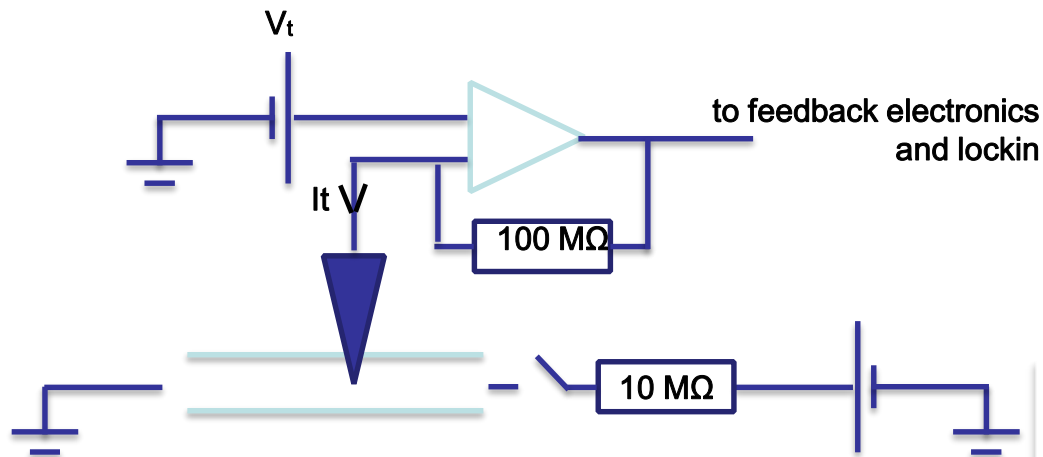 Vt
to feedback electronics
and lockin
It
100 MΩ
10 MΩ